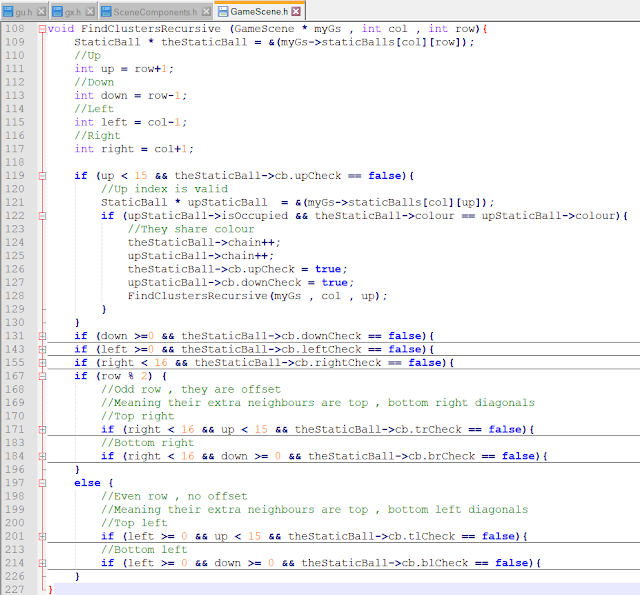 gu.h gx.h SceneComponents.h GameScene.h
108 void FindClustersRecursive (GameScene * myGs , int col , int row){
109 StaticBall * theStaticBall = &(myGs->staticBalls[col][row]);
110 //Up
111 int up = row+1;
112 //Down
113 int down = row-1;
114 //Left
115 int left = col-1;
116 //Right
117 int right = col+1;
118
119 if (up < 15 && theStaticBall->cb.upCheck == false){
120 //Up index is valid
121 StaticBall * upStaticBall = &(myGs->staticBalls[col][up]);
122 if (upStaticBall->isOccupied && theStaticBall->colour == upStaticBall->colour){
123 //They share colour
124 theStaticBall->chain++;
125 upStaticBall->chain++;
126 theStaticBall->cb.upCheck = true;
127 upStaticBall->cb.downCheck = true;
128 FindClustersRecursive(myGs , col , up);
129 }
130 }
131 if (down >=0 && theStaticBall->cb.downCheck == false){
143 if (left >=0 && theStaticBall->cb.leftCheck == false){
155 if (right < 16 && theStaticBall->cb.rightCheck == false){
167 if (row % 2) {
168 //Odd row , they are offset
169 //Meaning their extra neighbours are top , bottom right diagonals
170 //Top right
171 if (right < 16 && up < 15 && theStaticBall->cb.trCheck == false){
183 //Bottom right
184 if (right < 16 && down >= 0 && theStaticBall->cb.brCheck == false){
196 }
197 else {
198 //Even row , no offset
199 //Meaning their extra neighbours are top , bottom left diagonals
200 //Top left
201 if (left >= 0 && up < 15 && theStaticBall->cb.tlCheck == false){
213 //Bottom left
214 if (left >= 0 && down >= 0 && theStaticBall->cb.blCheck == false){
226 }
227 }